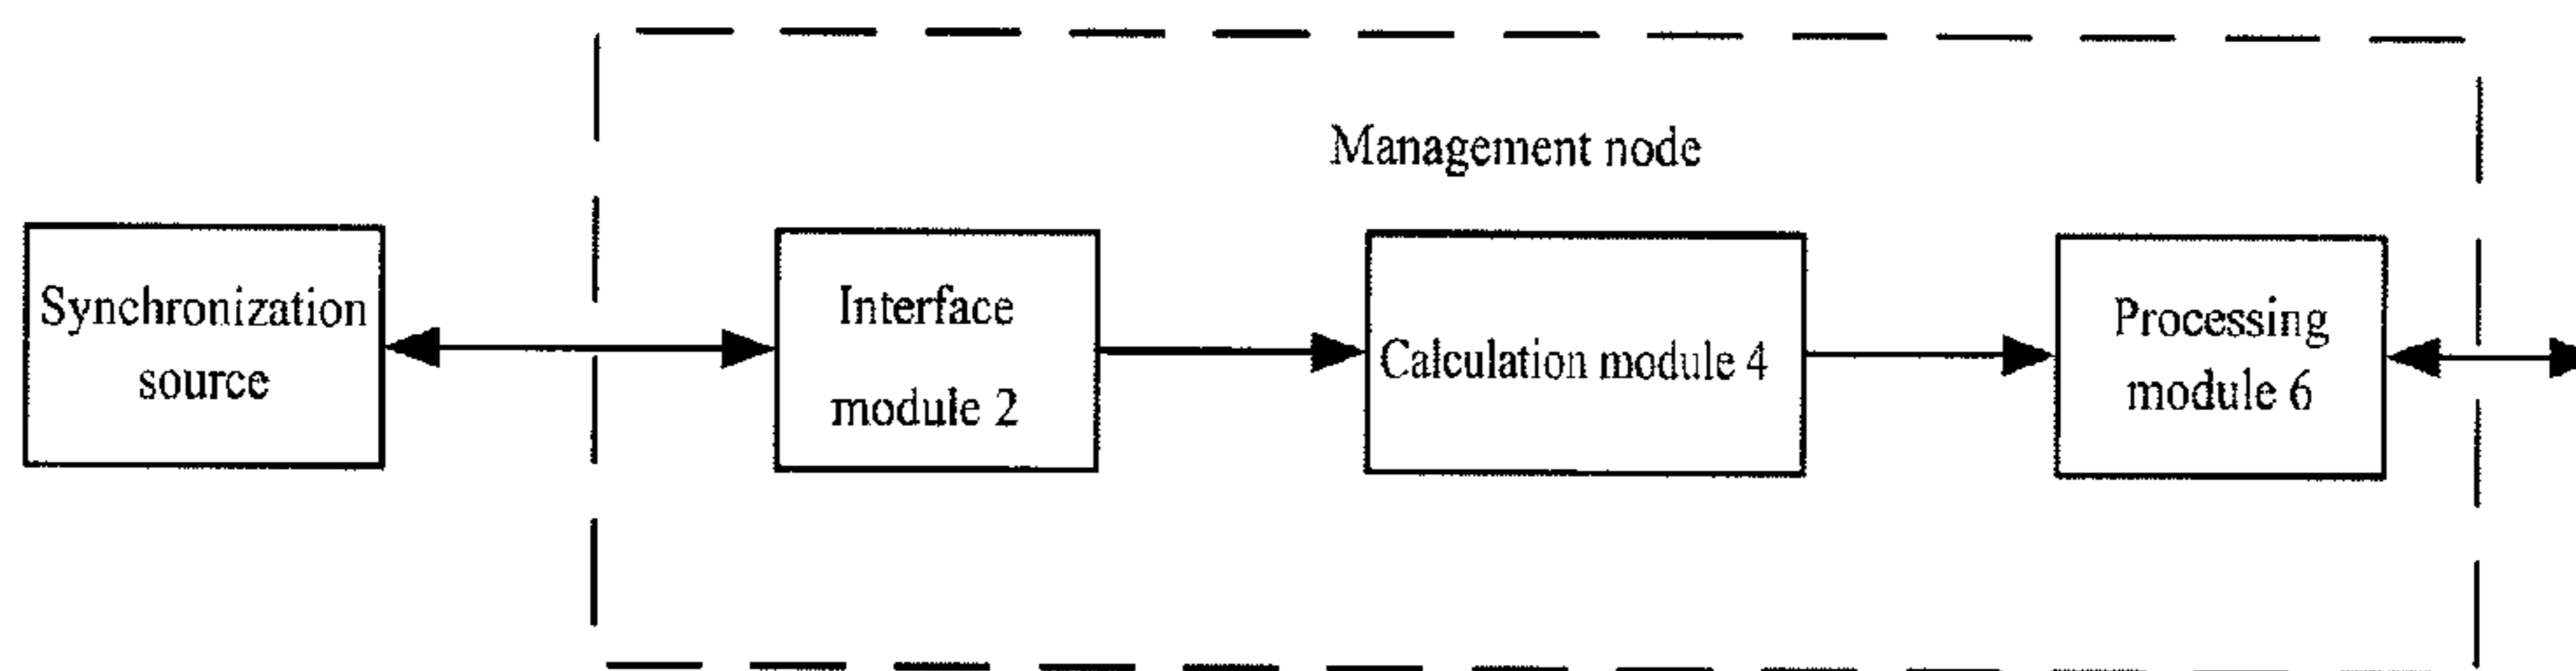 Management node
Synchronization
source
Interface
module 2
Calculation module 4
Processing
module 6